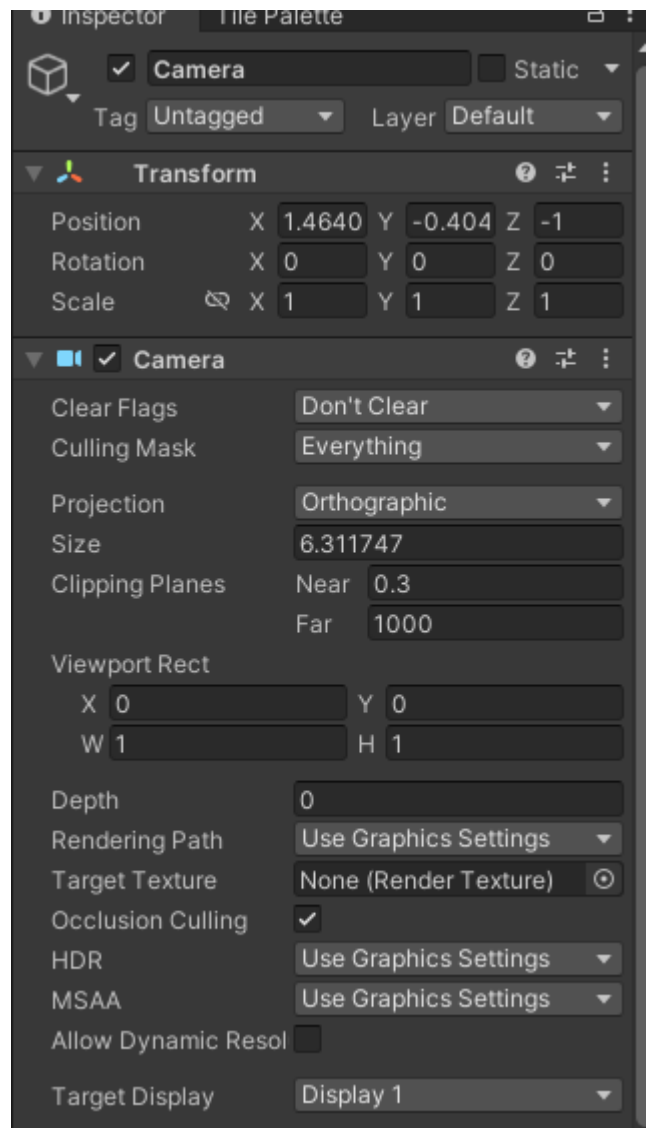 Inspector Tile Palette
Camera Static
Tag Untagged Layer Default
Transform
Position X 1.4640 Y -0.404 Z -1
Rotation X 0 Y 0 Z 0
Scale X 1 Y 1 Z 1
Camera
Clear Flags Don't Clear
Culling Mask Everything
Projection Orthographic
Size 6.311747
Clipping Planes Near 0.3
Far 1000
Viewport Rect
X 0 Y 0
W 1 H 1
Depth 0
Rendering Path Use Graphics Settings
Target Texture None (Render Texture)
Occlusion Culling
HDR Use Graphics Settings
MSAA Use Graphics Settings
Allow Dynamic Resol
Target Display Display 1